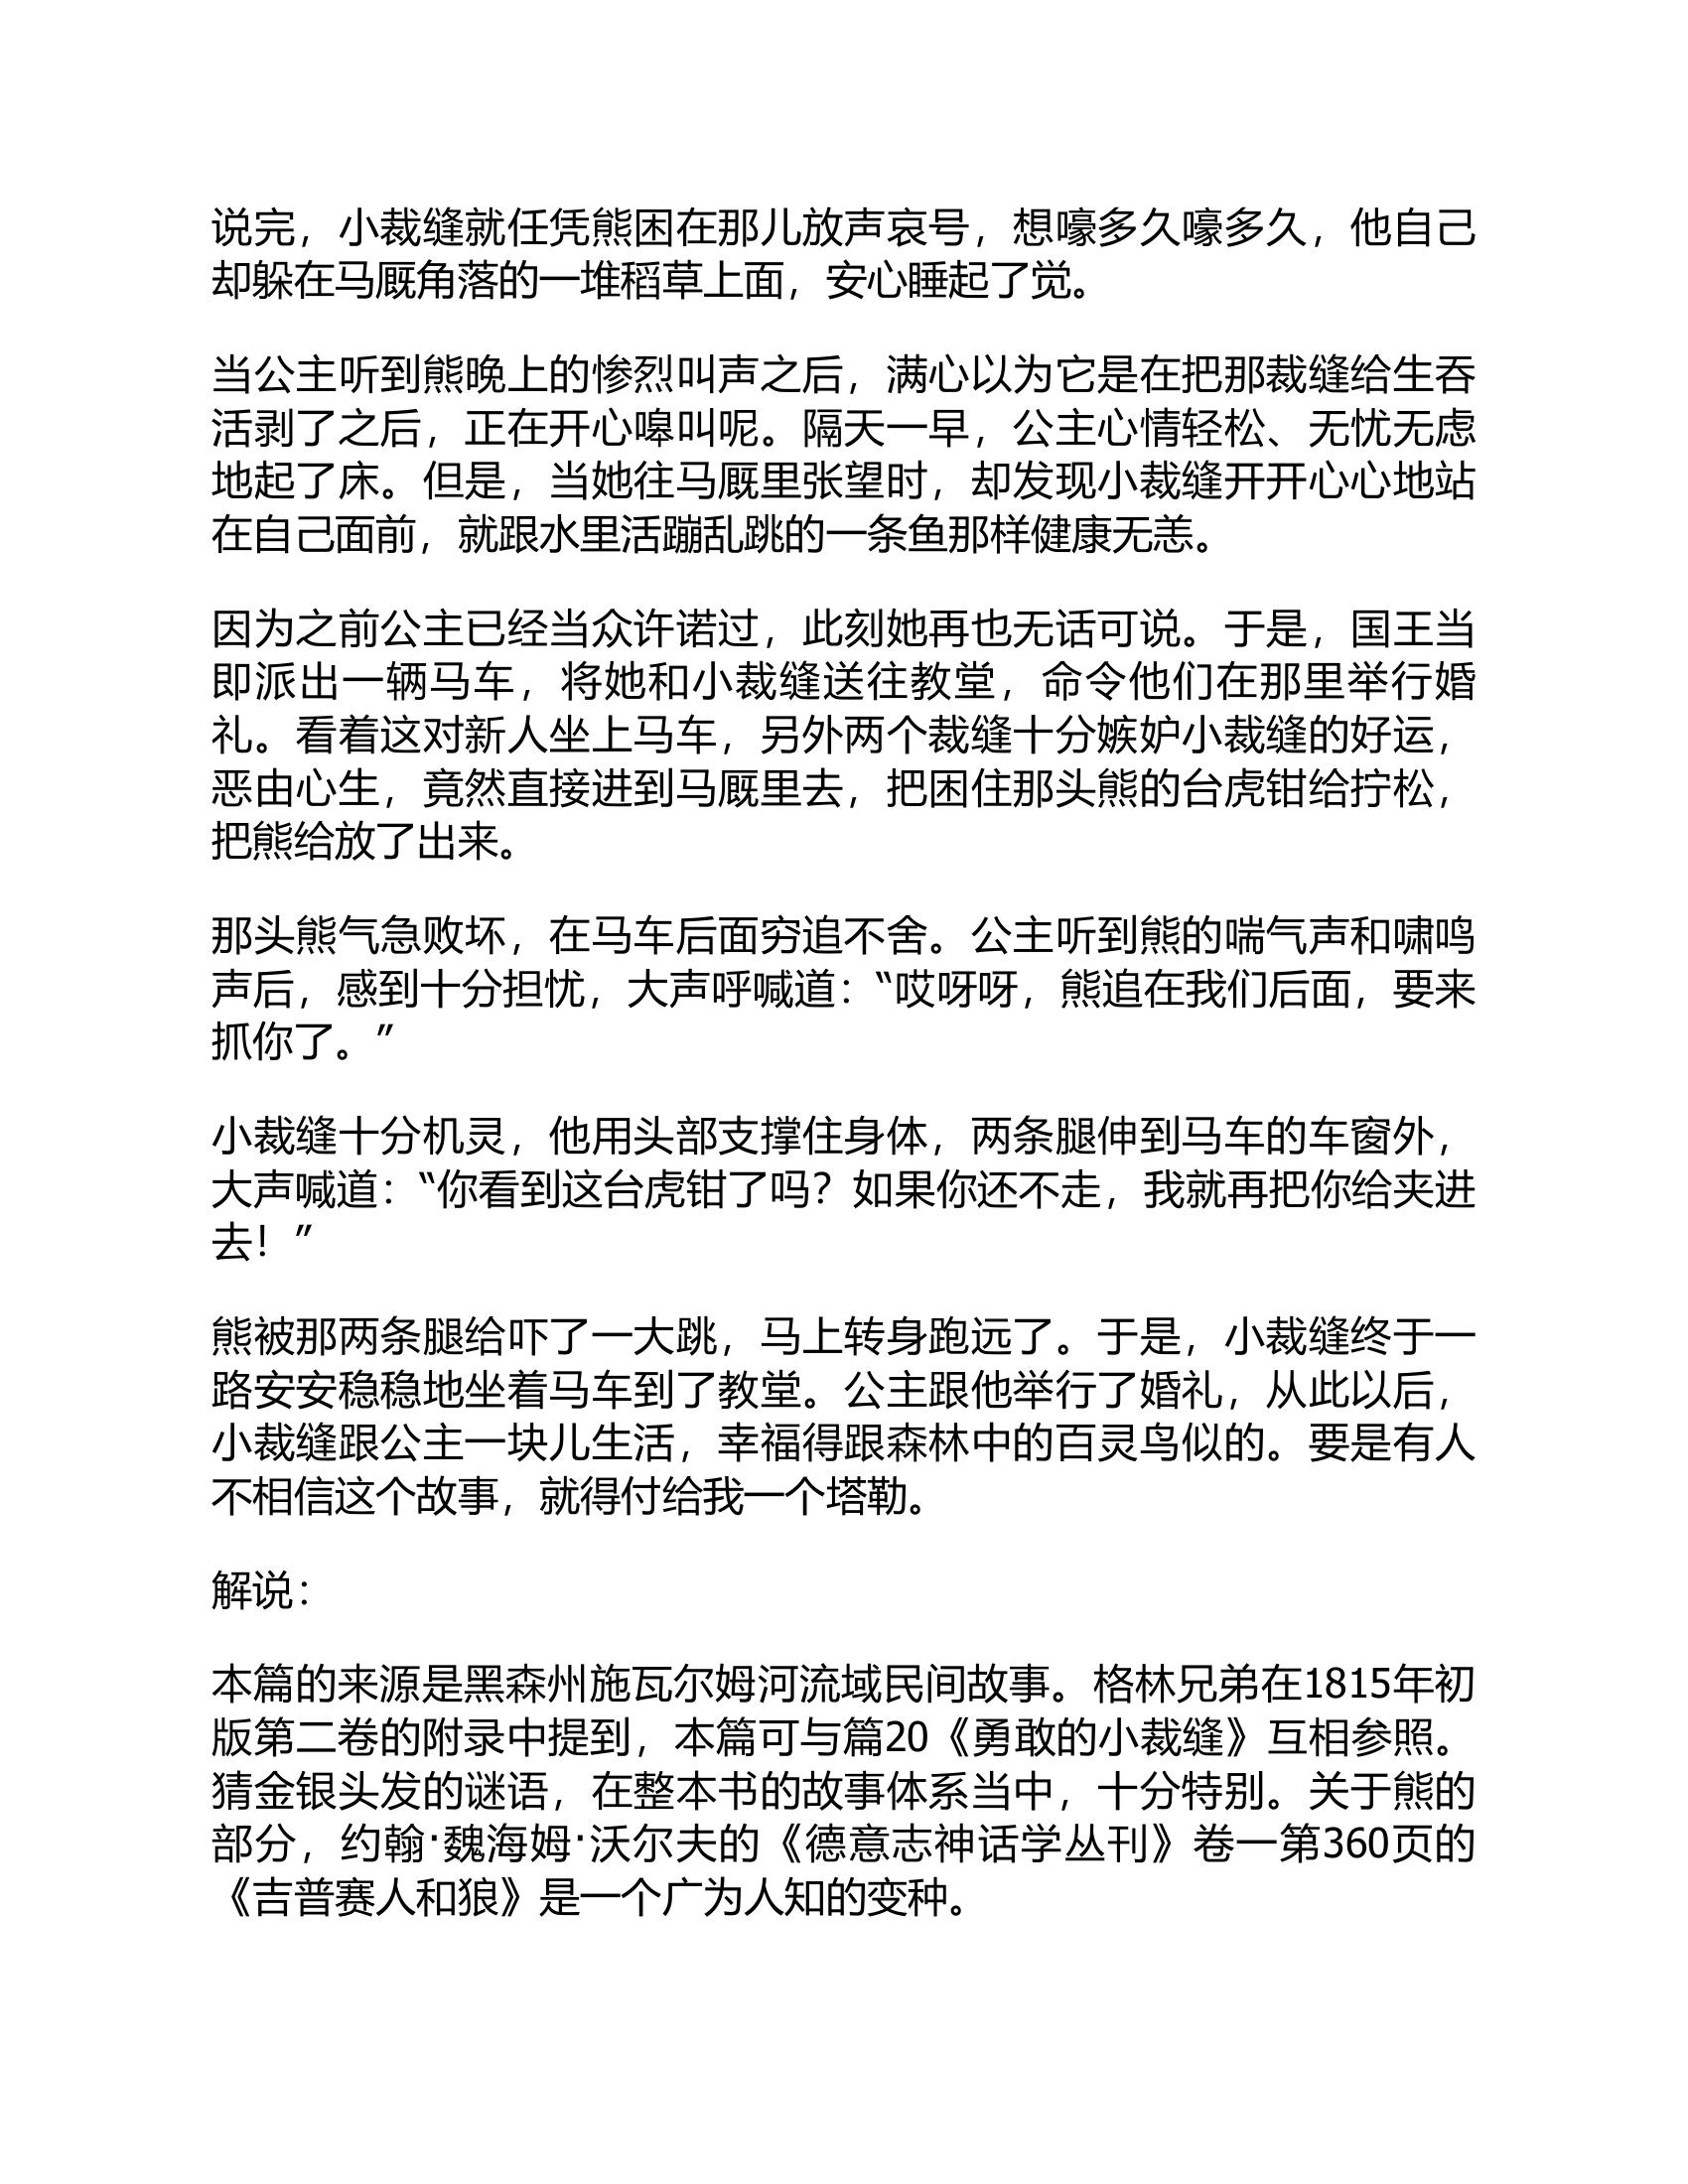 说完，小裁缝就任凭熊困在那儿放声哀号，想嚎多久嚎多久，他自己
却躲在马厩角落的一堆稻草上面，安心睡起了觉。
当公主听到熊晚上的惨烈叫声之后，满心以为它是在把那裁缝给生吞
活剥了之后，正在开心嗥叫呢。隔天一早，公主心情轻松、无忧无虑
地起了床。但是，当她往马厩里张望时，却发现小裁缝开开心心地站
在自己面前，就跟水里活蹦乱跳的一条鱼那样健康无恙。
因为之前公主已经当众许诺过，此刻她再也无话可说。于是，国王当
即派出一辆马车，将她和小裁缝送往教堂，命令他们在那里举行婚
礼。看着这对新人坐上马车，另外两个裁缝十分嫉妒小裁缝的好运，
恶由心生，竟然直接进到马厩里去，把困住那头熊的台虎钳给拧松，
把熊给放了出来。
那头熊气急败坏，在马车后面穷追不舍。公主听到熊的喘气声和啸鸣
声后，感到十分担忧，大声呼喊道：“哎呀呀，熊追在我们后面，要来
抓你了。”
小裁缝十分机灵，他用头部支撑住身体，两条腿伸到马车的车窗外，
大声喊道：“你看到这台虎钳了吗？如果你还不走，我就再把你给夹进
去！”
熊被那两条腿给吓了一大跳，马上转身跑远了。于是，小裁缝终于一
路安安稳稳地坐着马车到了教堂。公主跟他举行了婚礼，从此以后，
小裁缝跟公主一块儿生活，幸福得跟森林中的百灵鸟似的。要是有人
不相信这个故事，就得付给我一个塔勒。
解说：
本篇的来源是黑森州施瓦尔姆河流域民间故事。格林兄弟在1815年初
版第二卷的附录中提到，本篇可与篇20《勇敢的小裁缝》互相参照。
猜金银头发的谜语，在整本书的故事体系当中，十分特别。关于熊的
部分，约翰·魏海姆·沃尔夫的《德意志神话学丛刊》卷一第360页的
《吉普赛人和狼》是一个广为人知的变种。